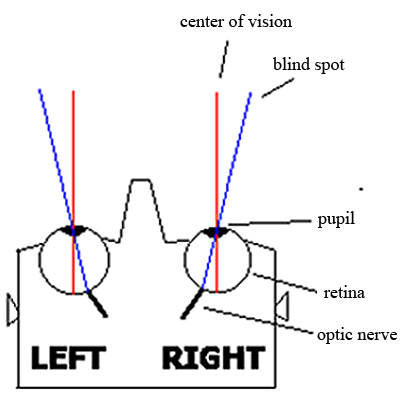 center of vision
blind spot
pupil
retina
optic nerve
LEFT
RIGHT